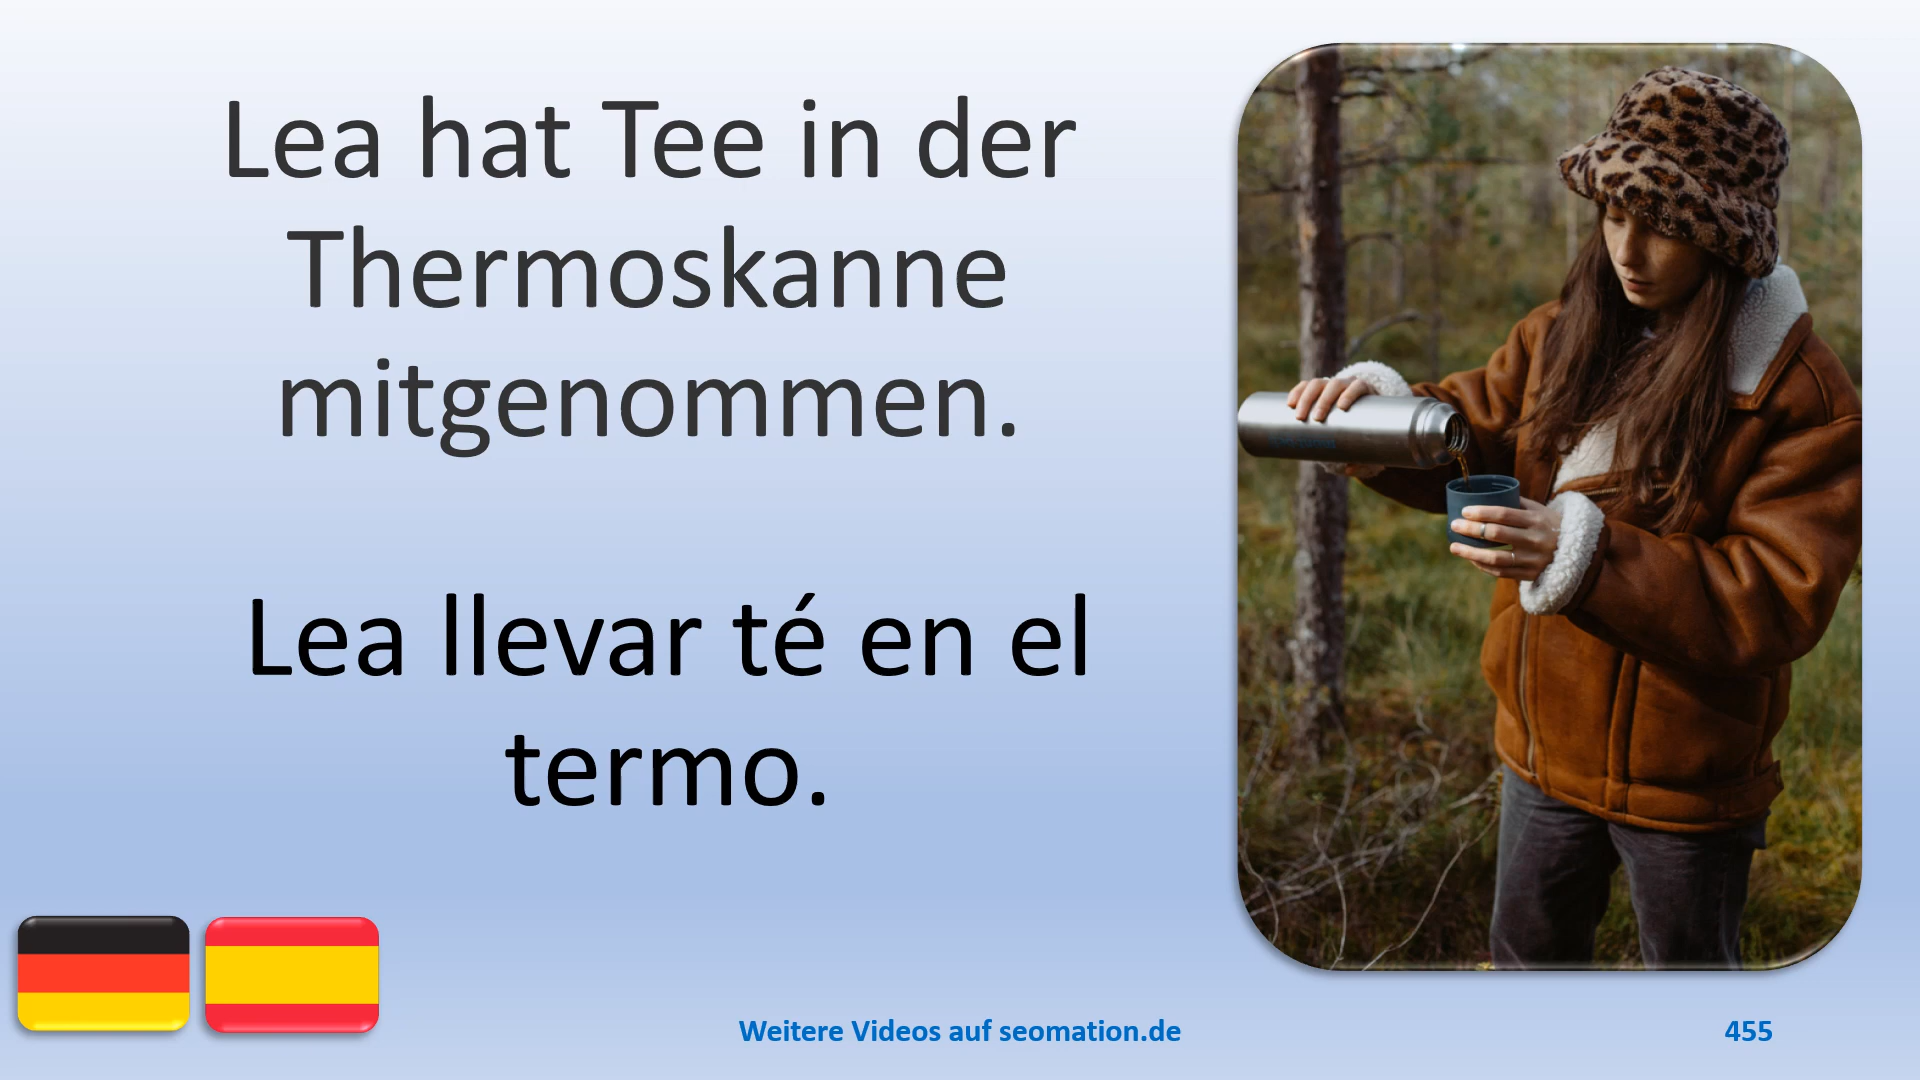 Lea hat Tee in der
Thermoskanne
mitgenommen.
Lea llevar té en el
termo.
Weitere Videos auf seomation.de
455